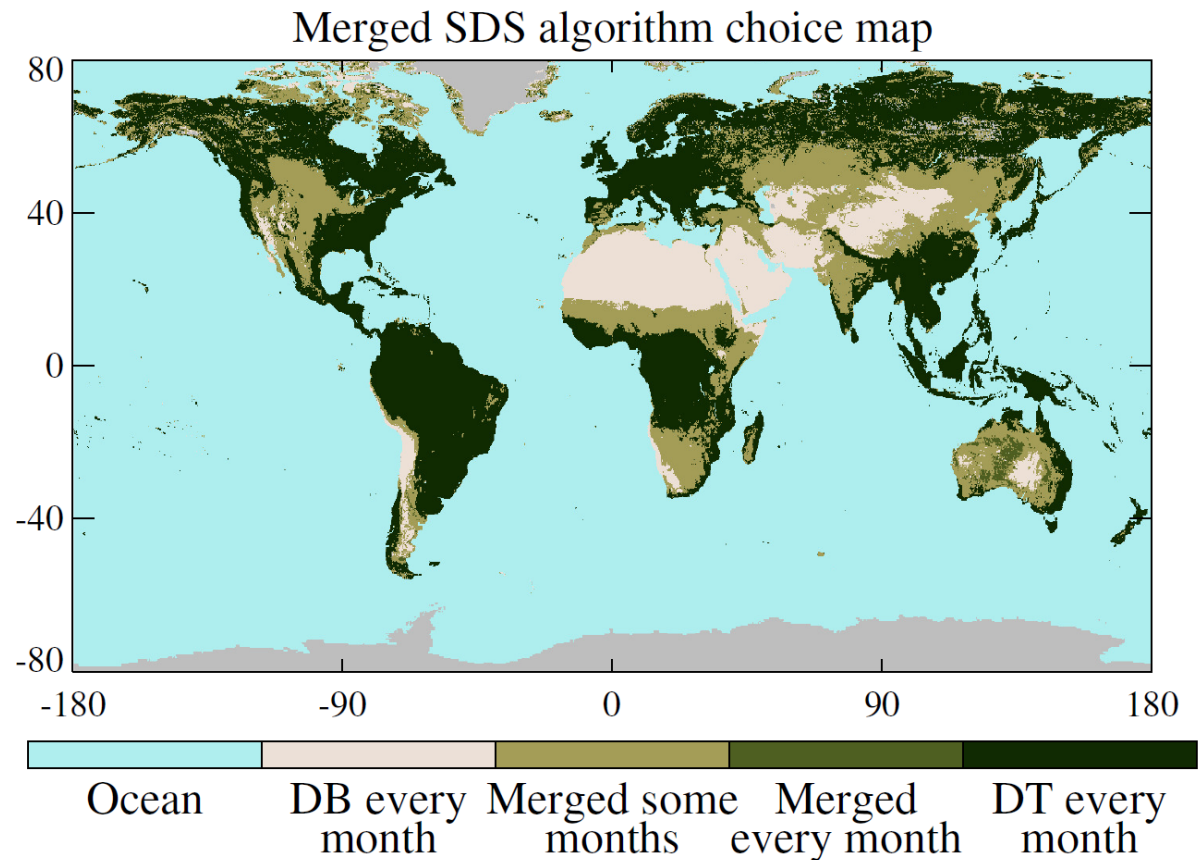 Merged SDS algorithm choice map
80
40
0
-40
-80
-180 -90 0 90 180
Ocean DB every Merged some Merged DT every
month months every month month